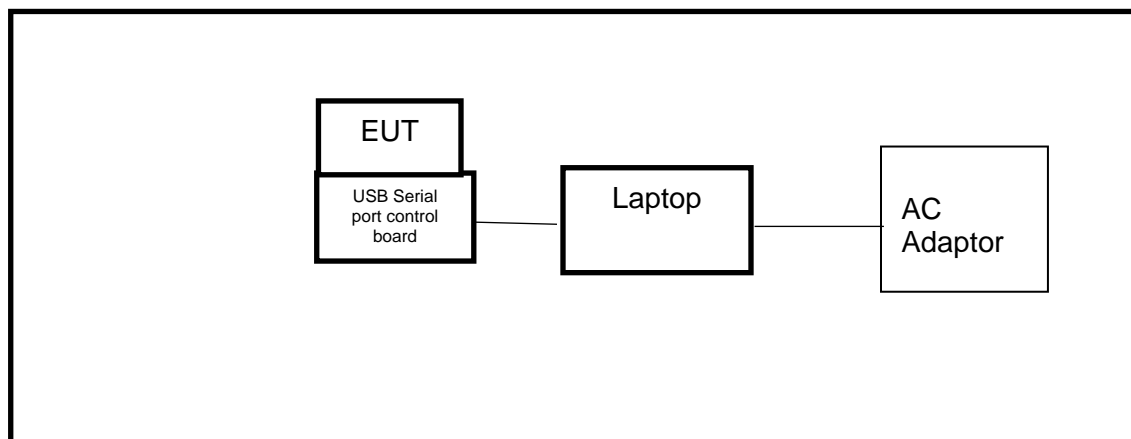 EUT
USB Serial
port control
board
Laptop
AC
Adaptor